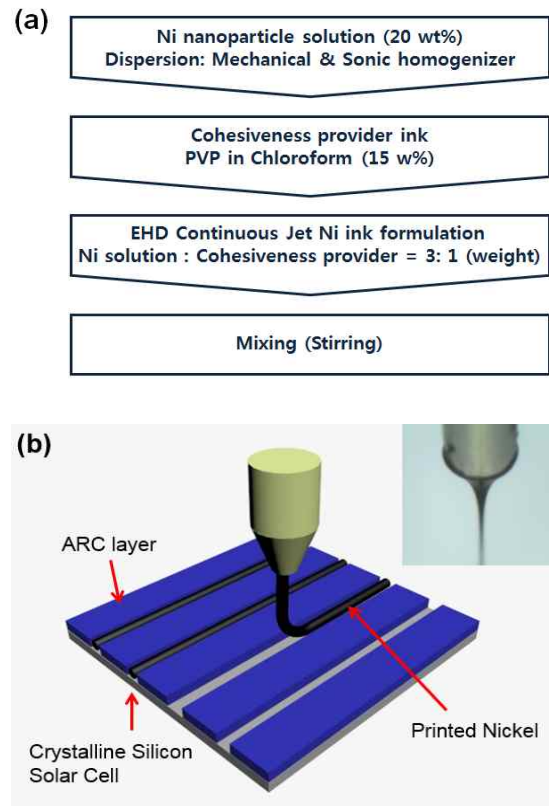 (a)
Ni nanoparticle solution (20 wt%)
Dispersion: Mechanical & Sonic homogenizer
Cohesiveness provider ink
PVP in Chloroform (15 w%)
EHD Continuous Jet Ni ink formulation
Ni solution : Cohesiveness provider = 3: 1 (weight)
Mixing (Stirring)
(b)
ARC layer
Printed Nickel
Crystalline Silicon
Solar Cell